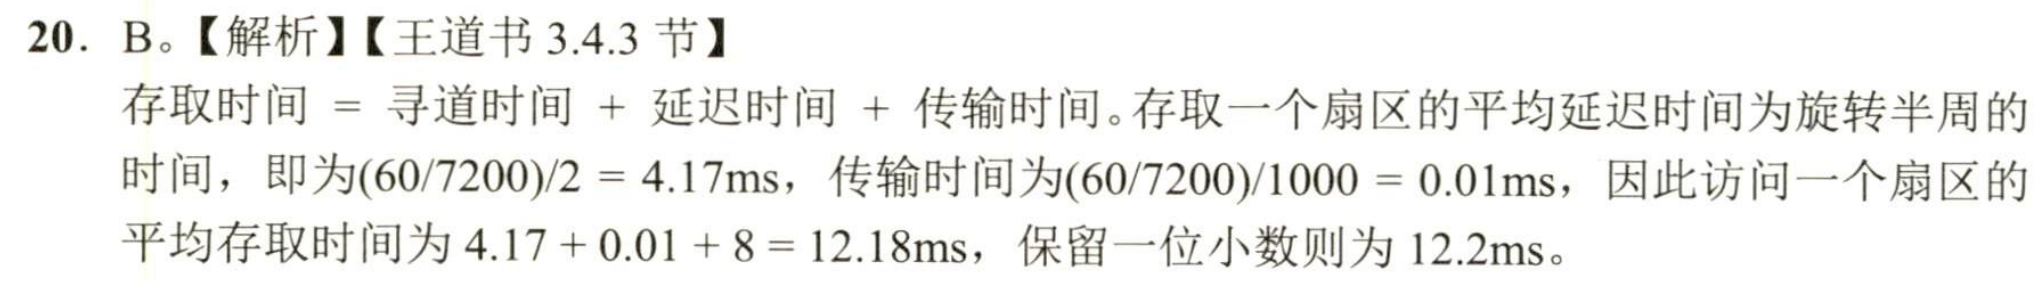 20. B。【解析】【王道书 3.4.3 节】
存取时间 = 寻道时间 + 延迟时间 + 传输时间。存取一个扇区的平均延迟时间为旋转半周的
时间，即为(60/7200)/2 = 4.17ms，传输时间为(60/7200)/1000 = 0.01ms，因此访问一个扇区的
平均存取时间为 4.17 + 0.01 + 8 = 12.18ms，保留一位小数则为 12.2ms。